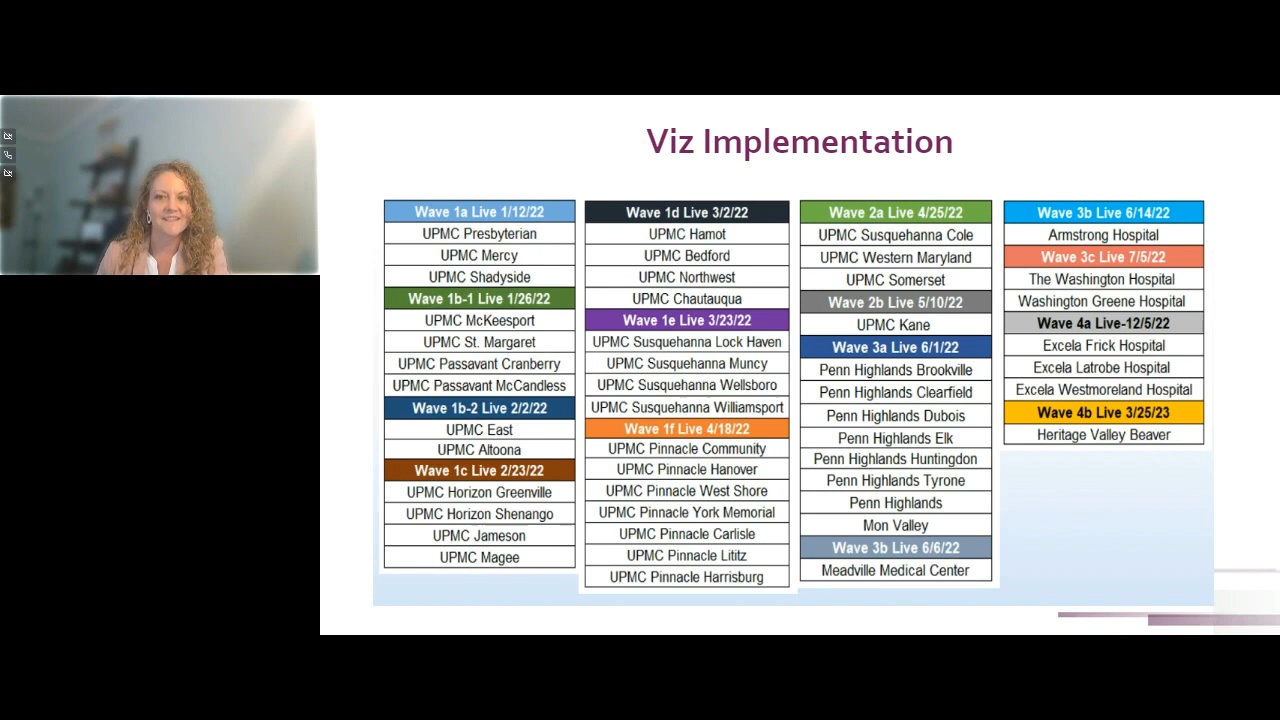 Viz Implementation
Wave 1a Live 1/12/22
UPMC Presbyterian
UPMC Mercy
UPMC Shadyside
Wave 1b-1 Live 1/26/22
UPMC McKeesport
UPMC St. Margaret
UPMC Passavant Cranberry
UPMC Passavant McCandless
Wave 1b-2 Live 2/2/22
UPMC East
UPMC Altoona
Wave 1c Live 2/23/22
UPMC Horizon Greenville
UPMC Horizon Shenango
UPMC Jameson
UPMC Magee
Wave 1d Live 3/2/22
UPMC Hamot
UPMC Bedford
UPMC Northwest
UPMC Chautauqua
Wave 1e Live 3/23/22
UPMC Susquehanna Lock Haven
UPMC Susquehanna Muncy
UPMC Susquehanna Wellsboro
UPMC Susquehanna Williamsport
Wave 1f Live 4/18/22
UPMC Pinnacle Community
UPMC Pinnacle Hanover
UPMC Pinnacle West Shore
UPMC Pinnacle York Memorial
UPMC Pinnacle Carlisle
UPMC Pinnacle Lititz
UPMC Pinnacle Harrisburg
Wave 2a Live 4/25/22
UPMC Susquehanna Cole
UPMC Western Maryland
UPMC Somerset
Wave 2b Live 5/10/22
UPMC Kane
Wave 3a Live 6/1/22
Penn Highlands Brookville
Penn Highlands Clearfield
Penn Highlands Dubois
Penn Highlands Elk
Penn Highlands Huntingdon
Penn Highlands Tyrone
Penn Highlands
Mon Valley
Wave 3b Live 6/6/22
Meadville Medical Center
Wave 3b Live 6/14/22
Armstrong Hospital
Wave 3c Live 7/5/22
The Washington Hospital
Washington Greene Hospital
Wave 4a Live-12/5/22
Excela Frick Hospital
Excela Latrobe Hospital
Excela Westmoreland Hospital
Wave 4b Live 3/25/23
Heritage Valley Beaver